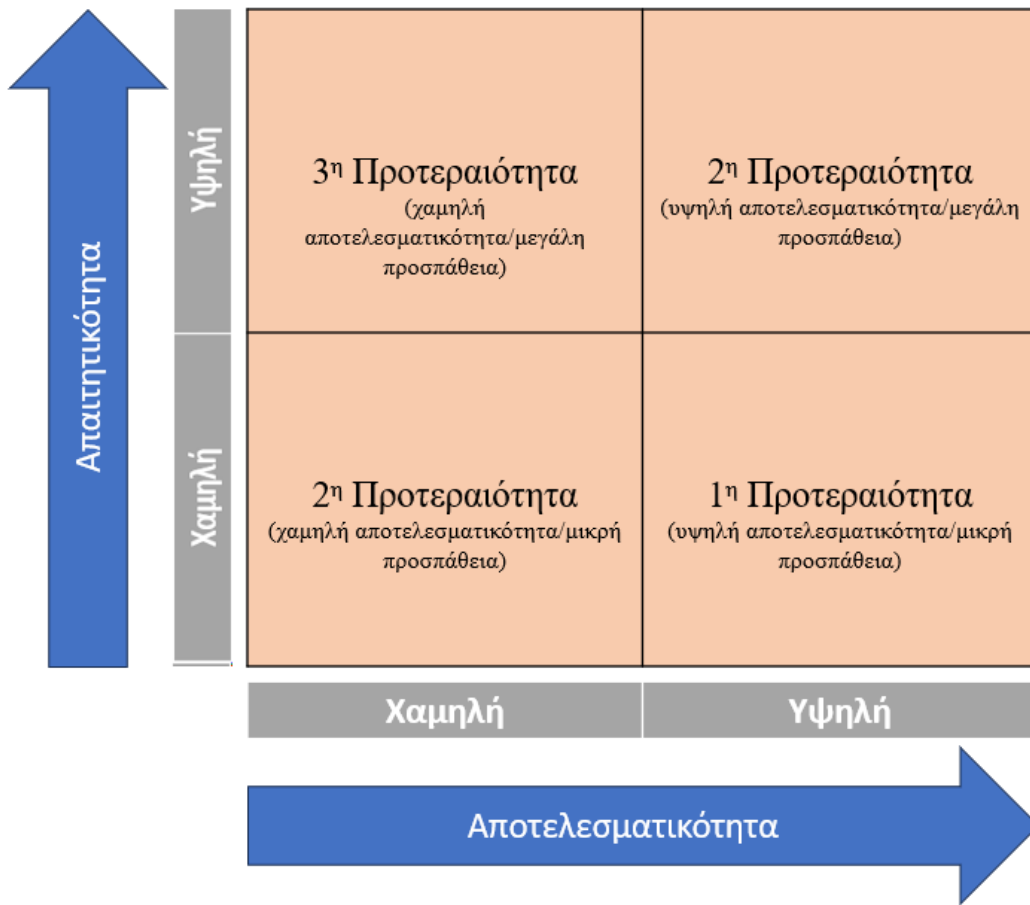 Απαιτητικότητα
Υψηλή
3η Προτεραιότητα
(χαμηλή
αποτελεσματικότητα/μεγάλη
προσπάθεια)
2η Προτεραιότητα
(υψηλή αποτελεσματικότητα/μεγάλη
προσπάθεια)
Χαμηλή
2η Προτεραιότητα
(χαμηλή αποτελεσματικότητα/μικρή
προσπάθεια)
1η Προτεραιότητα
(υψηλή αποτελεσματικότητα/μικρή
προσπάθεια)
Χαμηλή
Υψηλή
Αποτελεσματικότητα